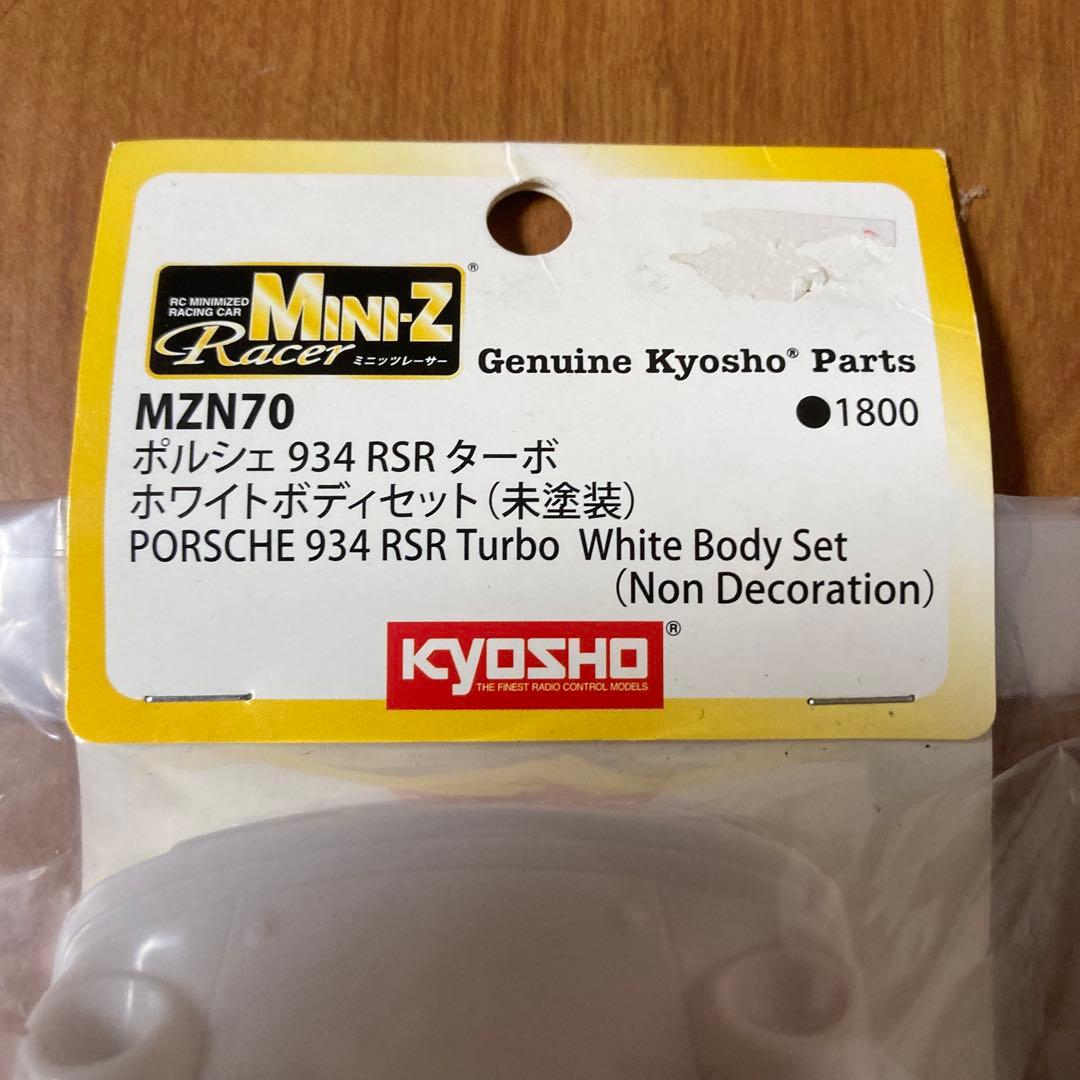 RC MINIMIZED
RACING CAR
MINI-Z®
Racer
ミニッツレーサー
Genuine Kyosho® Parts
MZN70
●1800
ポルシェ 934 RSR ターボ
ホワイトボディセット（未塗装）
PORSCHE 934 RSR Turbo White Body Set
（Non Decoration）
KYOSHO®
THE FINEST RADIO CONTROL MODELS